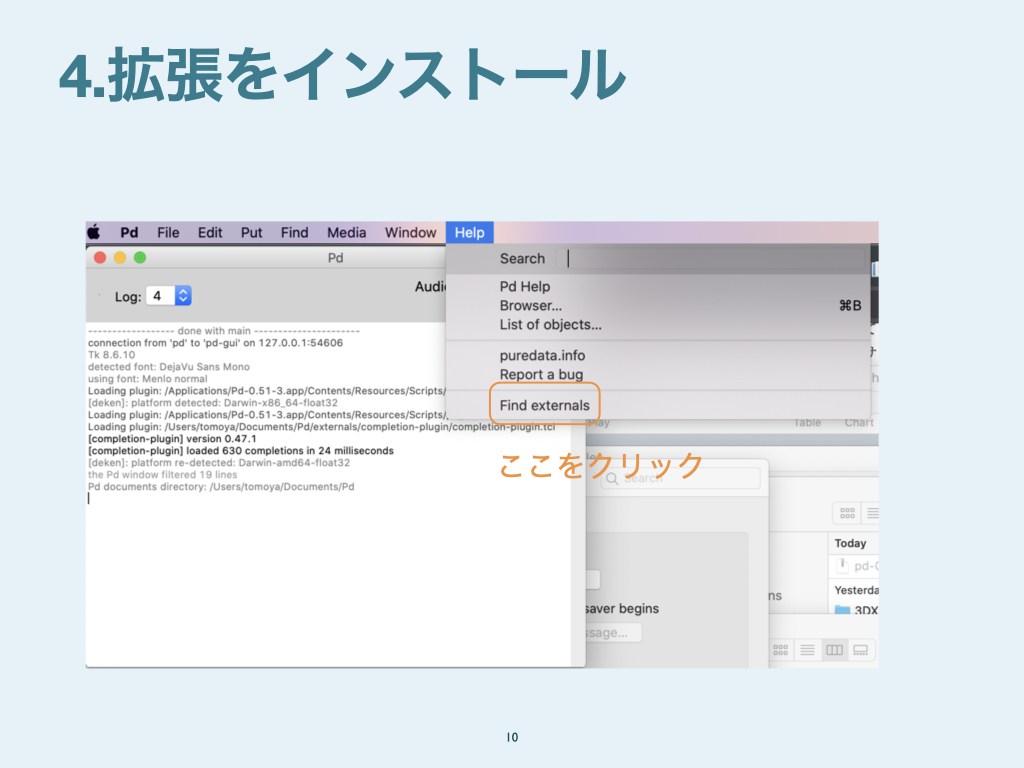 4.拡張をインストール
Pd File Edit Put Find Media Window Help
Pd
Search
Log: 4
Pd Help
Browser... ⌘B
List of objects...
puredata.info
Report a bug
Find externals
------------------ done with main ----------------------
connection from 'pd' to 'pd-gui' on 127.0.0.1:54606
Tk 8.6.10
detected font: DejaVu Sans Mono
using font: Menlo normal
Loading plugin: /Applications/Pd-0.51-3.app/Contents/Resources/Scripts/
[deken]: platform detected: Darwin-x86_64-float32
Loading plugin: /Applications/Pd-0.51-3.app/Contents/Resources/Scripts/
Loading plugin: /Users/tomoya/Documents/Pd/externals/completion-plugin/completion-plugin.tcl
[completion-plugin] version 0.47.1
[completion-plugin] loaded 630 completions in 24 milliseconds
[deken]: platform re-detected: Darwin-amd64-float32
the Pd window filtered 19 lines
Pd documents directory: /Users/tomoya/Documents/Pd
Play Table Chart
ここをクリック
Search
Today
Yesterda
3DX
saver begins
10